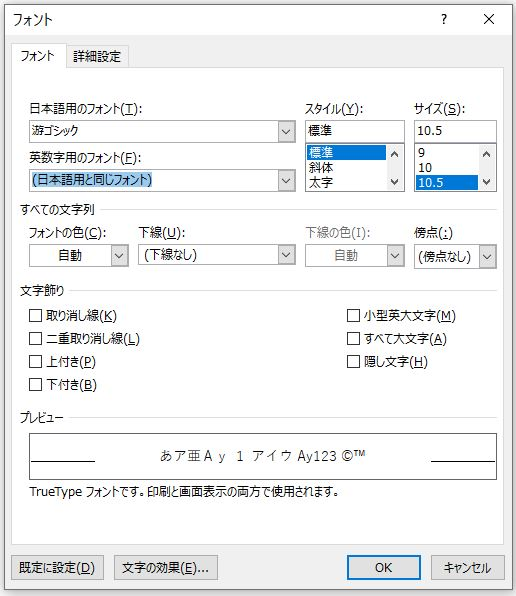 フォント
? ×
フォント 詳細設定
日本語用のフォント(T): スタイル(Y): サイズ(S):
游ゴシック 標準 10.5
英数字用のフォント(F): 標準 9
(日本語用と同じフォント) 斜体 10
太字 10.5
すべての文字列
フォントの色(C): 下線(U): 下線の色(I): 傍点(:)
自動 (下線なし) 自動 (傍点なし)
文字飾り
取り消し線(K) 小型英大文字(M)
二重取り消し線(L) すべて大文字(A)
上付き(P) 隠し文字(H)
下付き(B)
プレビュー
あア亜Ａｙ １ アイウ Ay123 ©™
TrueType フォントです。印刷と画面表示の両方で使用されます。
既定に設定(D) 文字の効果(E)... OK キャンセル